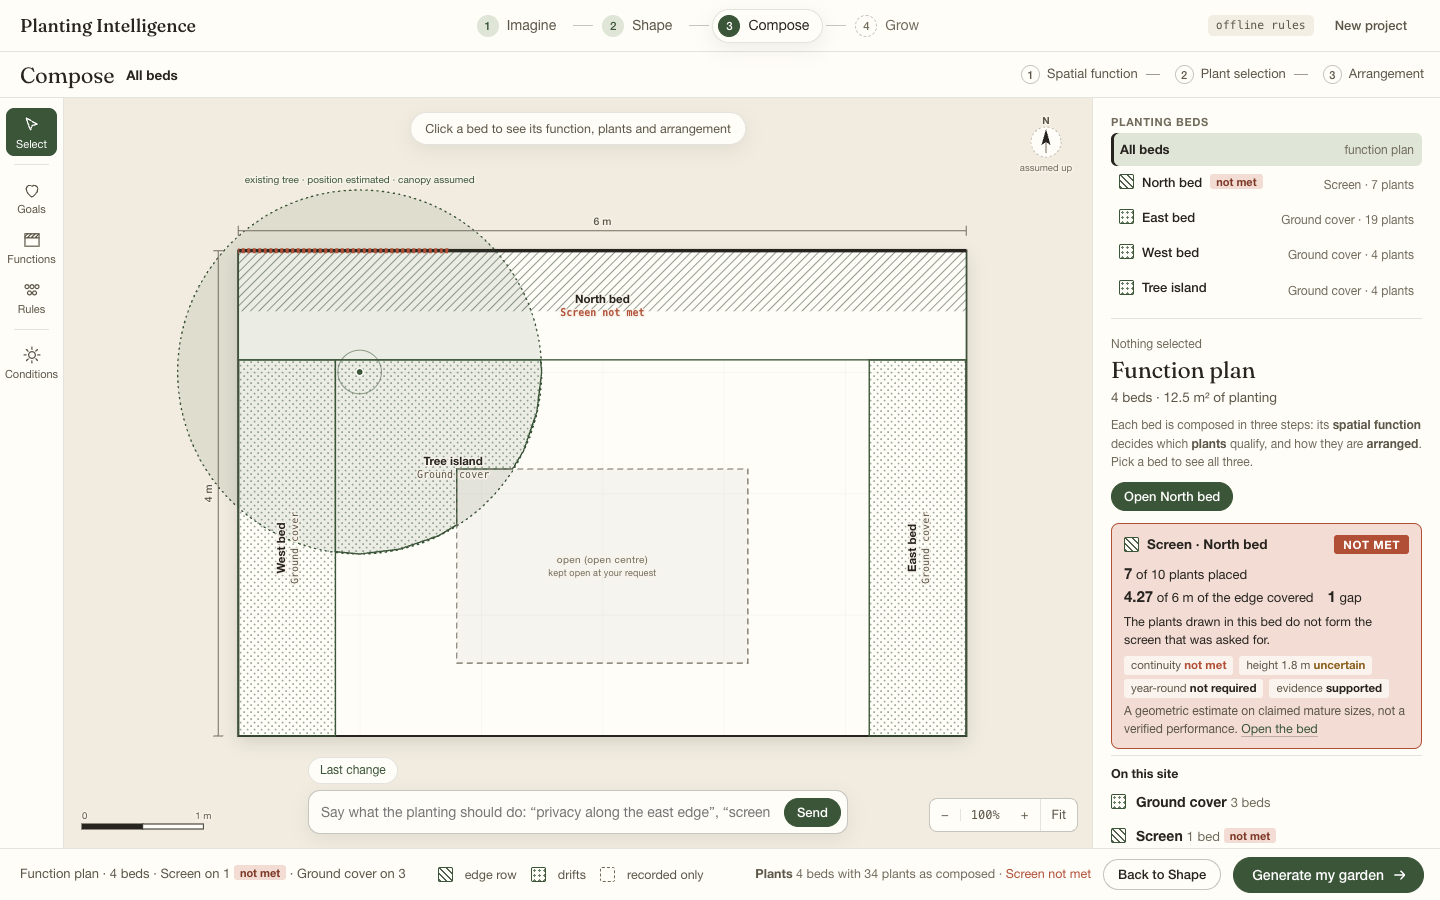 Planting Intelligence
1 Imagine
2 Shape
3 Compose
4 Grow
offline rules
New project
Compose All beds
1 Spatial function
2 Plant selection
3 Arrangement
Select
Goals
Functions
Rules
Conditions
Click a bed to see its function, plants and arrangement
N
assumed up
existing tree · position estimated · canopy assumed
6 m
4 m
North bed
Screen not met
Tree island
Ground cover
West bed
Ground cover
East bed
Ground cover
open (open centre)
kept open at your request
Last change
Say what the planting should do: “privacy along the east edge”, “screen
Send
0 1 m
− 100% + Fit
PLANTING BEDS
All beds function plan
North bed not met Screen · 7 plants
East bed Ground cover · 19 plants
West bed Ground cover · 4 plants
Tree island Ground cover · 4 plants
Nothing selected
Function plan
4 beds · 12.5 m² of planting
Each bed is composed in three steps: its spatial function
decides which plants qualify, and how they are arranged.
Pick a bed to see all three.
Open North bed
Screen · North bed NOT MET
7 of 10 plants placed
4.27 of 6 m of the edge covered 1 gap
The plants drawn in this bed do not form the
screen that was asked for.
continuity not met height 1.8 m uncertain
year-round not required evidence supported
A geometric estimate on claimed mature sizes, not a
verified performance. Open the bed
On this site
Ground cover 3 beds
Screen 1 bed not met
Function plan · 4 beds · Screen on 1 not met · Ground cover on 3
edge row
drifts
recorded only
Plants 4 beds with 34 plants as composed · Screen not met
Back to Shape
Generate my garden →